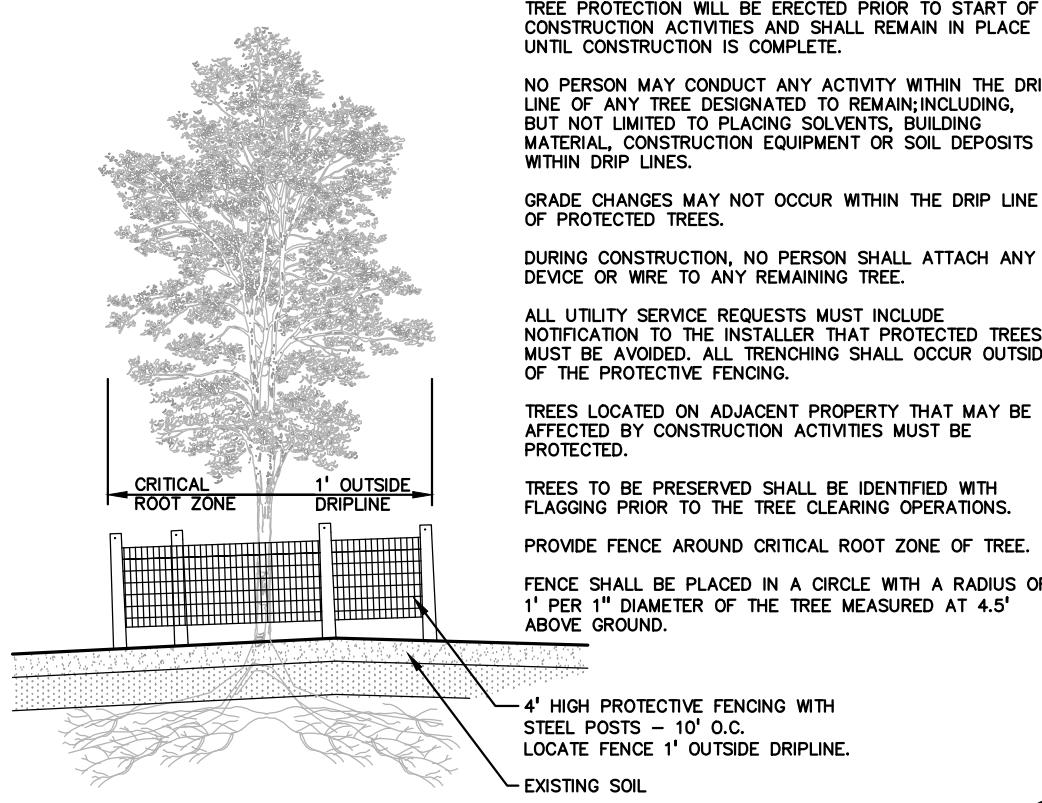 TREE PROTECTION WILL BE ERECTED PRIOR TO START OF
CONSTRUCTION ACTIVITIES AND SHALL REMAIN IN PLACE
UNTIL CONSTRUCTION IS COMPLETE.
NO PERSON MAY CONDUCT ANY ACTIVITY WITHIN THE DRI
LINE OF ANY TREE DESIGNATED TO REMAIN; INCLUDING,
BUT NOT LIMITED TO PLACING SOLVENTS, BUILDING
MATERIAL, CONSTRUCTION EQUIPMENT OR SOIL DEPOSITS
WITHIN DRIP LINES.
GRADE CHANGES MAY NOT OCCUR WITHIN THE DRIP LINE
OF PROTECTED TREES.
DURING CONSTRUCTION, NO PERSON SHALL ATTACH ANY
DEVICE OR WIRE TO ANY REMAINING TREE.
ALL UTILITY SERVICE REQUESTS MUST INCLUDE
NOTIFICATION TO THE INSTALLER THAT PROTECTED TREES
MUST BE AVOIDED. ALL TRENCHING SHALL OCCUR OUTSID
OF THE PROTECTIVE FENCING.
TREES LOCATED ON ADJACENT PROPERTY THAT MAY BE
AFFECTED BY CONSTRUCTION ACTIVITIES MUST BE
PROTECTED.
TREES TO BE PRESERVED SHALL BE IDENTIFIED WITH
FLAGGING PRIOR TO THE TREE CLEARING OPERATIONS.
PROVIDE FENCE AROUND CRITICAL ROOT ZONE OF TREE.
FENCE SHALL BE PLACED IN A CIRCLE WITH A RADIUS OF
1' PER 1" DIAMETER OF THE TREE MEASURED AT 4.5'
ABOVE GROUND.
CRITICAL
ROOT ZONE
1' OUTSIDE
DRIPLINE
4' HIGH PROTECTIVE FENCING WITH
STEEL POSTS – 10' O.C.
LOCATE FENCE 1' OUTSIDE DRIPLINE.
EXISTING SOIL